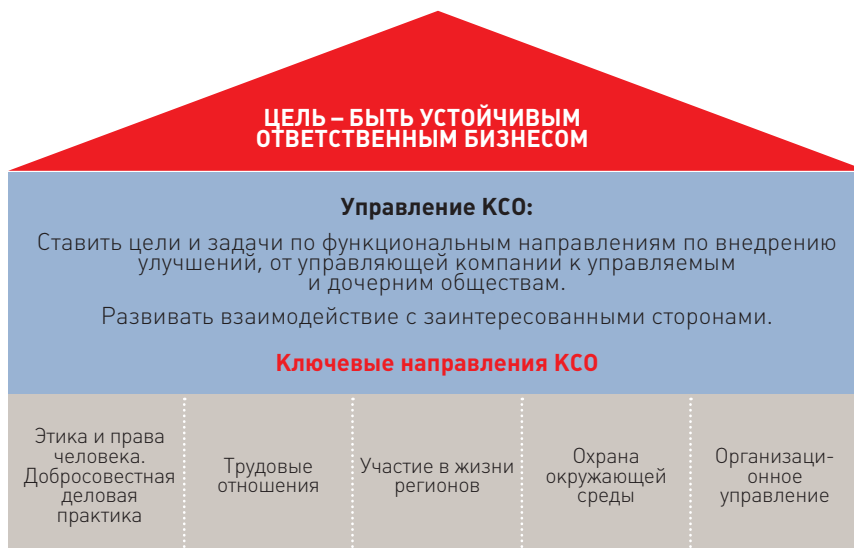 ЦЕЛЬ – БЫТЬ УСТОЙЧИВЫМ
ОТВЕТСТВЕННЫМ БИЗНЕСОМ
Управление КСО:
Ставить цели и задачи по функциональным направлениям по внедрению
улучшений, от управляющей компании к управляемым
и дочерним обществам.
Развивать взаимодействие с заинтересованными сторонами.
Ключевые направления КСО
Этика и права
человека.
Добросовестная
деловая
практика
Трудовые
отношения
Участие в жизни
регионов
Охрана
окружающей
среды
Организаци-
онное
управление